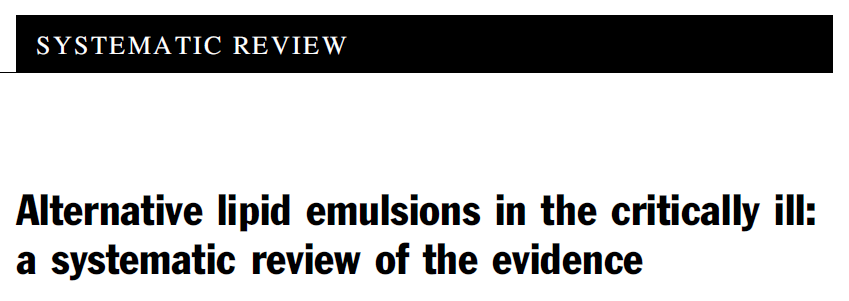 SYSTEMATIC REVIEW
Alternative lipid emulsions in the critically ill:
a systematic review of the evidence